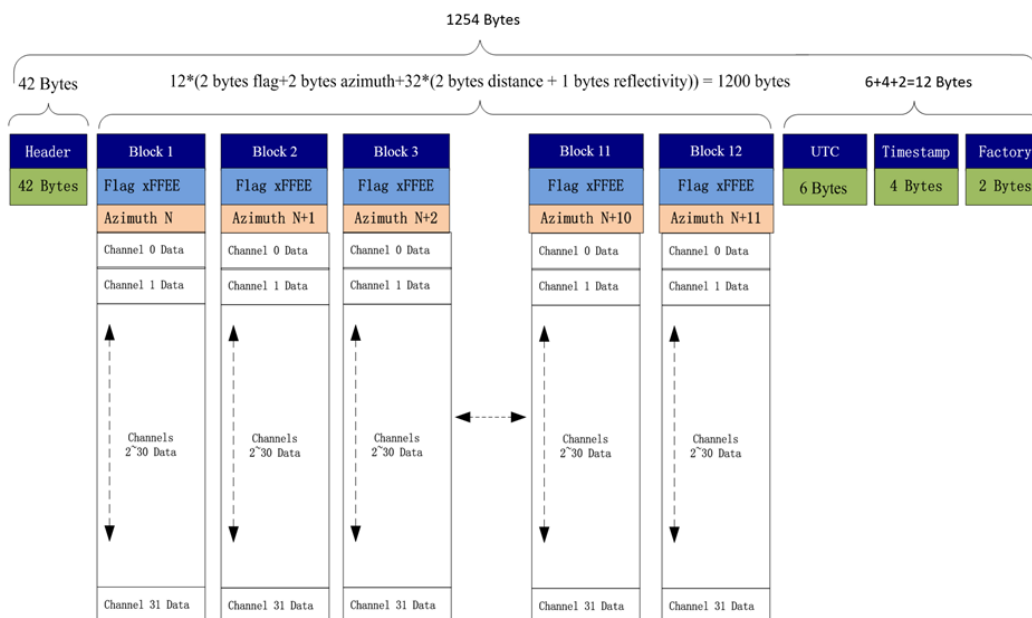 1254 Bytes
42 Bytes
12*(2 bytes flag+2 bytes azimuth+32*(2 bytes distance + 1 bytes reflectivity)) = 1200 bytes
6+4+2=12 Bytes
Header
Block 1
Block 2
Block 3
Block 11
Block 12
UTC
Timestamp
Factory
42 Bytes
Flag xFFEE
Flag xFFEE
Flag xFFEE
Flag xFFEE
Flag xFFEE
6 Bytes
4 Bytes
2 Bytes
Azimuth N
Azimuth N+1
Azimuth N+2
Azimuth N+10
Azimuth N+11
Channel 0 Data
Channel 0 Data
Channel 0 Data
Channel 0 Data
Channel 0 Data
Channel 1 Data
Channel 1 Data
Channel 1 Data
Channel 1 Data
Channel 1 Data
Channels
2~30 Data
Channels
2~30 Data
Channels
2~30 Data
Channels
2~30 Data
Channels
2~30 Data
Channel 31 Data
Channel 31 Data
Channel 31 Data
Channel 31 Data
Channel 31 Data